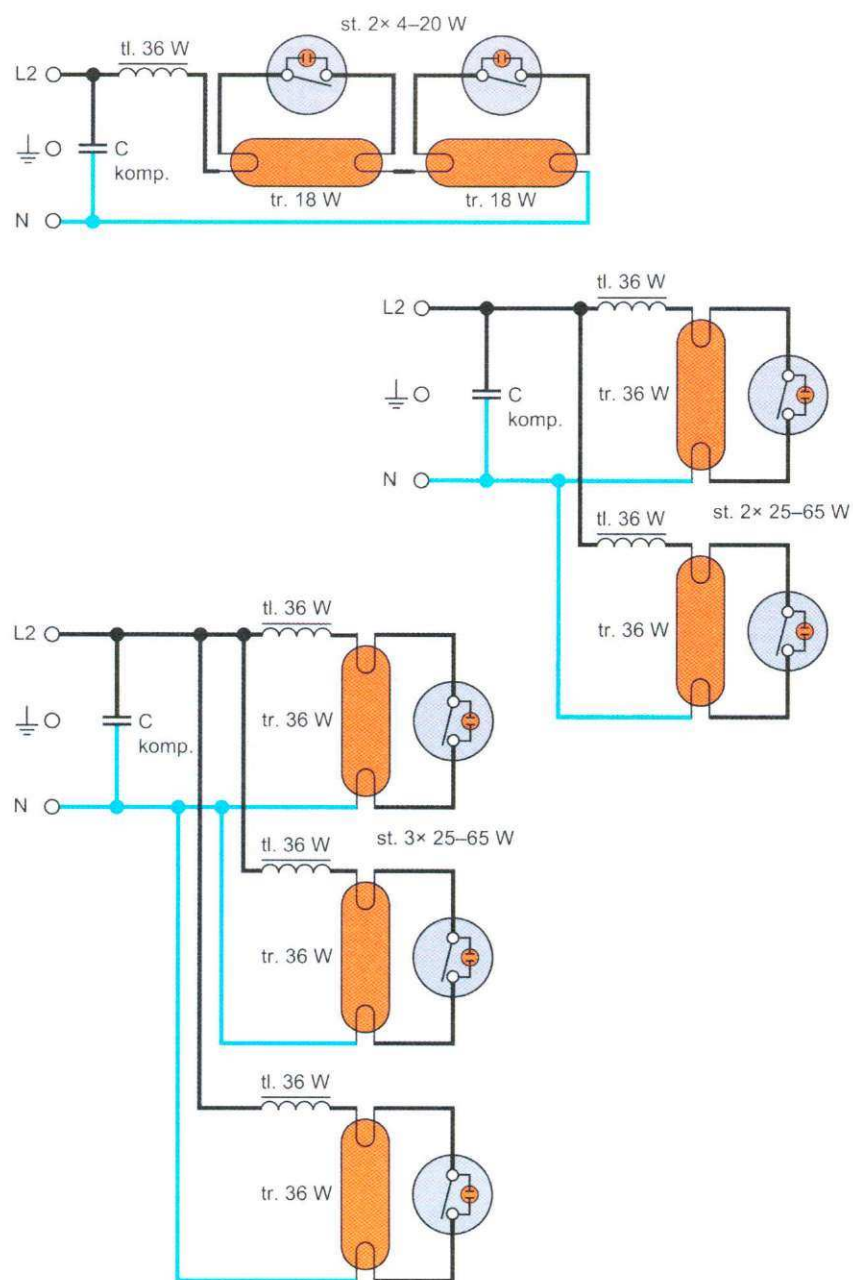 st. 2× 4–20 W
tl. 36 W
L2
C
komp.
tr. 18 W
tr. 18 W
N
tl. 36 W
L2
tr. 36 W
C
komp.
N
tl. 36 W
st. 2× 25–65 W
tr. 36 W
tl. 36 W
L2
tr. 36 W
C
komp.
N
tl. 36 W
st. 3× 25–65 W
tr. 36 W
tl. 36 W
tr. 36 W